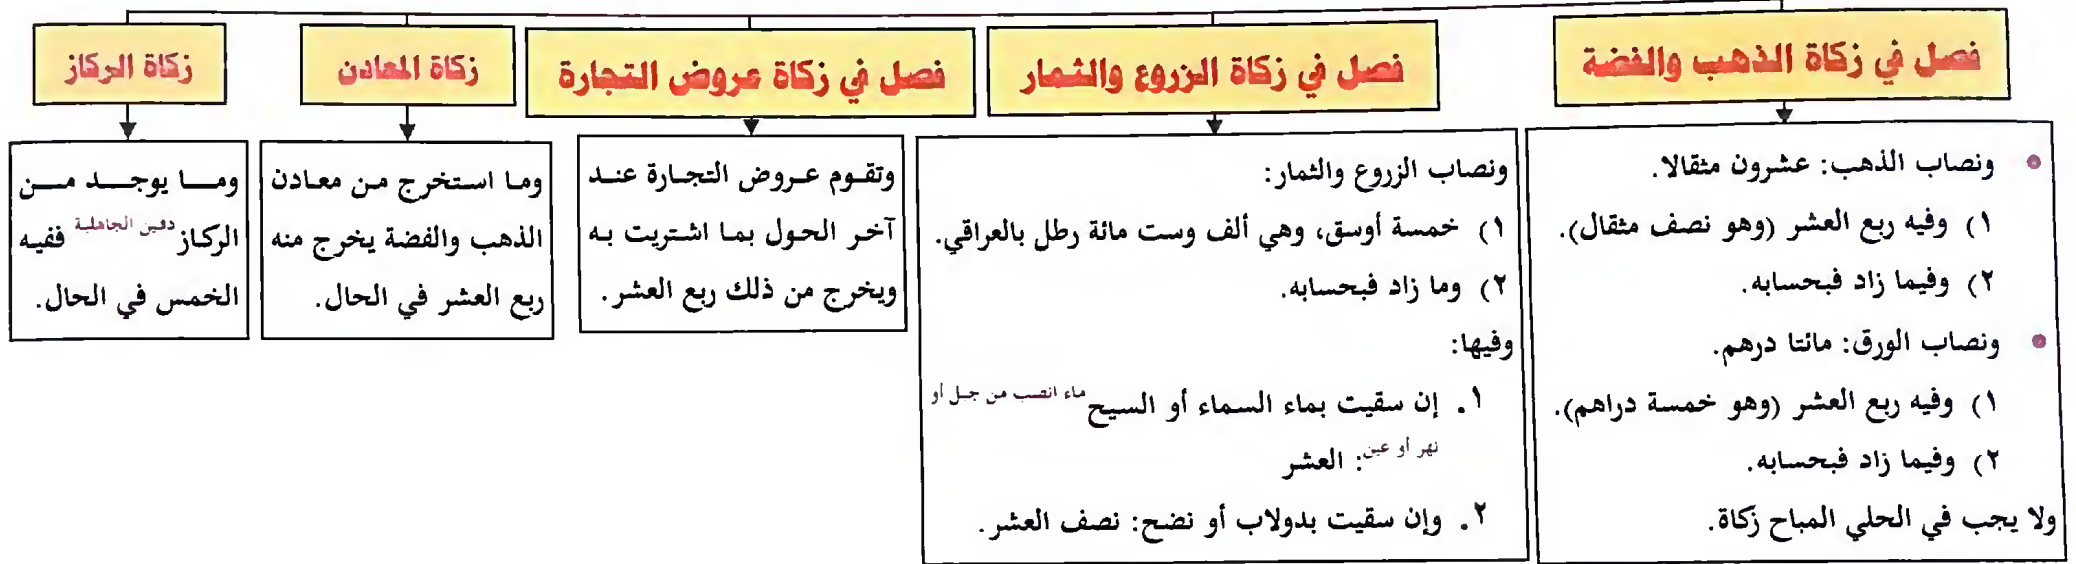 فصل في زكاة الذهب والفضة
ونصاب الذهب: عشرون مثقالا.
١) وفيه ربع العشر (وهو نصف مثقال).
٢) وفيما زاد فبحسابه.
ونصاب الورق: مائتا درهم.
١) وفيه ربع العشر (وهو خمسة دراهم).
٢) وفيما زاد فبحسابه.
ولا يجب في الحلي المباح زكاة.
فصل في زكاة الزروع والثمار
ونصاب الزروع والثمار:
١) خمسة أوسق، وهي ألف وست مائة رطل بالعراقي.
٢) وما زاد فبحسابه.
وفيها:
١. إن سقيت بماء السماء أو السيح ماء انصب من جبل أو
نهر أو عين: العشر
٢. وإن سقيت بدولاب أو نضح: نصف العشر.
فصل في زكاة عروض التجارة
وتقوم عروض التجارة عند
آخر الحول بما اشتريت به
ويخرج من ذلك ربع العشر.
زكاة المعادن
وما استخرج من معادن
الذهب والفضة يخرج منه
ربع العشر في الحال.
زكاة الركاز
وما يوجد من
الركاز دفين الجاهلية ففيه
الخمس في الحال.